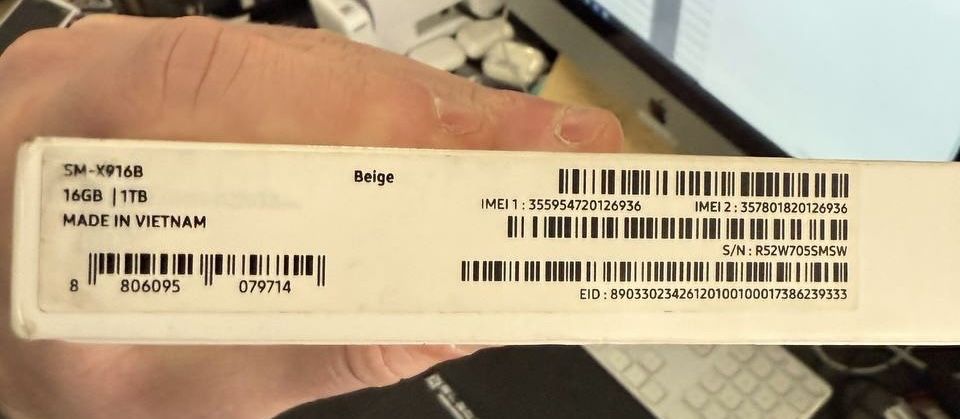 SM-X916B
16GB | 1TB
MADE IN VIETNAM
Beige
8 806095 079714
IMEI 1 : 355954720126936
IMEI 2 : 357801820126936
S/N : R52W705SMSW
EID : 89033023426120100100017386239333